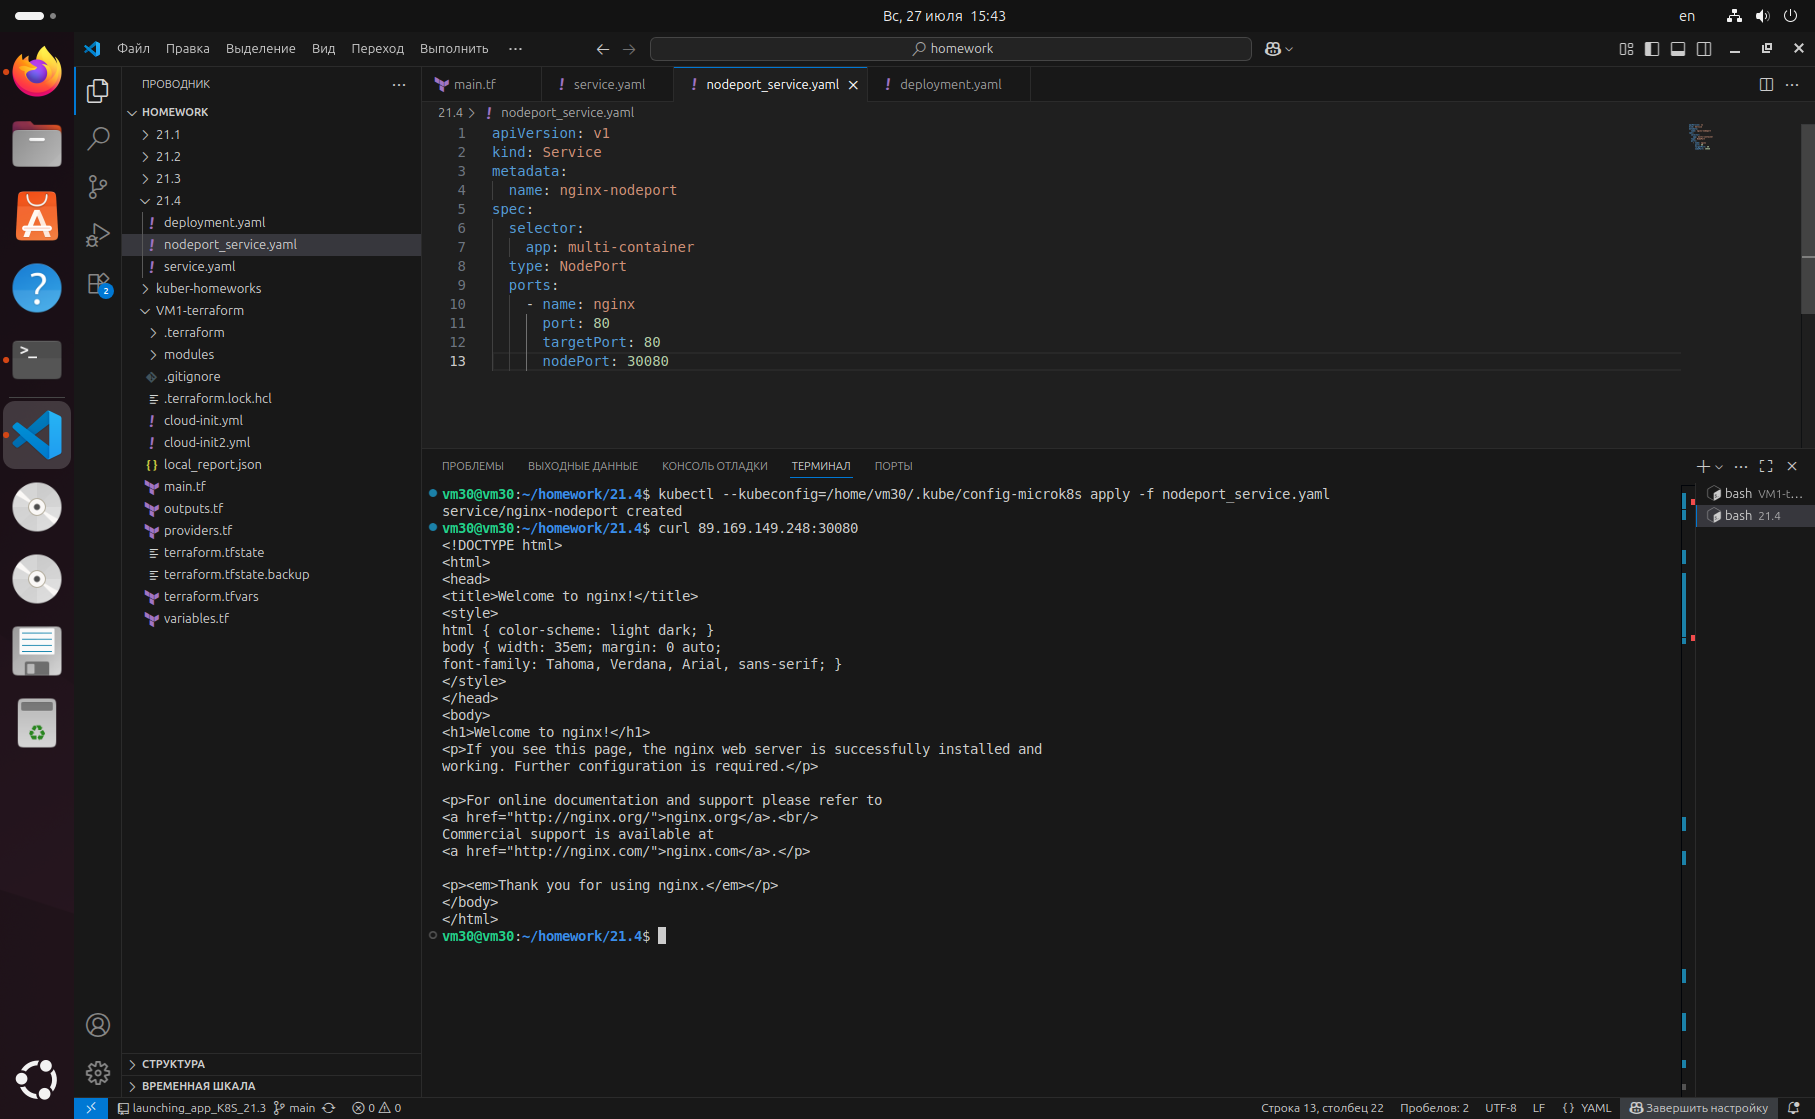 Вс, 27 июля 15:43
en
Файл Правка Выделение Вид Переход Выполнить ···
homework
ПРОВОДНИК
HOMEWORK
21.1
21.2
21.3
21.4
deployment.yaml
nodeport_service.yaml
service.yaml
kuber-homeworks
VM1-terraform
.terraform
modules
.gitignore
.terraform.lock.hcl
cloud-init.yml
cloud-init2.yml
local_report.json
main.tf
outputs.tf
providers.tf
terraform.tfstate
terraform.tfstate.backup
terraform.tfvars
variables.tf
СТРУКТУРА
ВРЕМЕННАЯ ШКАЛА
2
main.tf
service.yaml
nodeport_service.yaml
deployment.yaml
21.4 > ! nodeport_service.yaml
1 apiVersion: v1
2 kind: Service
3 metadata:
4 name: nginx-nodeport
5 spec:
6 selector:
7 app: multi-container
8 type: NodePort
9 ports:
10 - name: nginx
11 port: 80
12 targetPort: 80
13 nodePort: 30080
ПРОБЛЕМЫ ВЫХОДНЫЕ ДАННЫЕ КОНСОЛЬ ОТЛАДКИ ТЕРМИНАЛ ПОРТЫ
bash VM1-t...
bash 21.4
vm30@vm30:~/homework/21.4$ kubectl --kubeconfig=/home/vm30/.kube/config-microk8s apply -f nodeport_service.yaml
service/nginx-nodeport created
vm30@vm30:~/homework/21.4$ curl 89.169.149.248:30080
<!DOCTYPE html>
<html>
<head>
<title>Welcome to nginx!</title>
<style>
html { color-scheme: light dark; }
body { width: 35em; margin: 0 auto;
font-family: Tahoma, Verdana, Arial, sans-serif; }
</style>
</head>
<body>
<h1>Welcome to nginx!</h1>
<p>If you see this page, the nginx web server is successfully installed and
working. Further configuration is required.</p>
<p>For online documentation and support please refer to
<a href="http://nginx.org/">nginx.org</a>.<br/>
Commercial support is available at
<a href="http://nginx.com/">nginx.com</a>.</p>
<p><em>Thank you for using nginx.</em></p>
</body>
</html>
vm30@vm30:~/homework/21.4$
launching_app_K8S_21.3 main 0 0
Строка 13, столбец 22 Пробелов: 2 UTF-8 LF {} YAML Завершить настройку